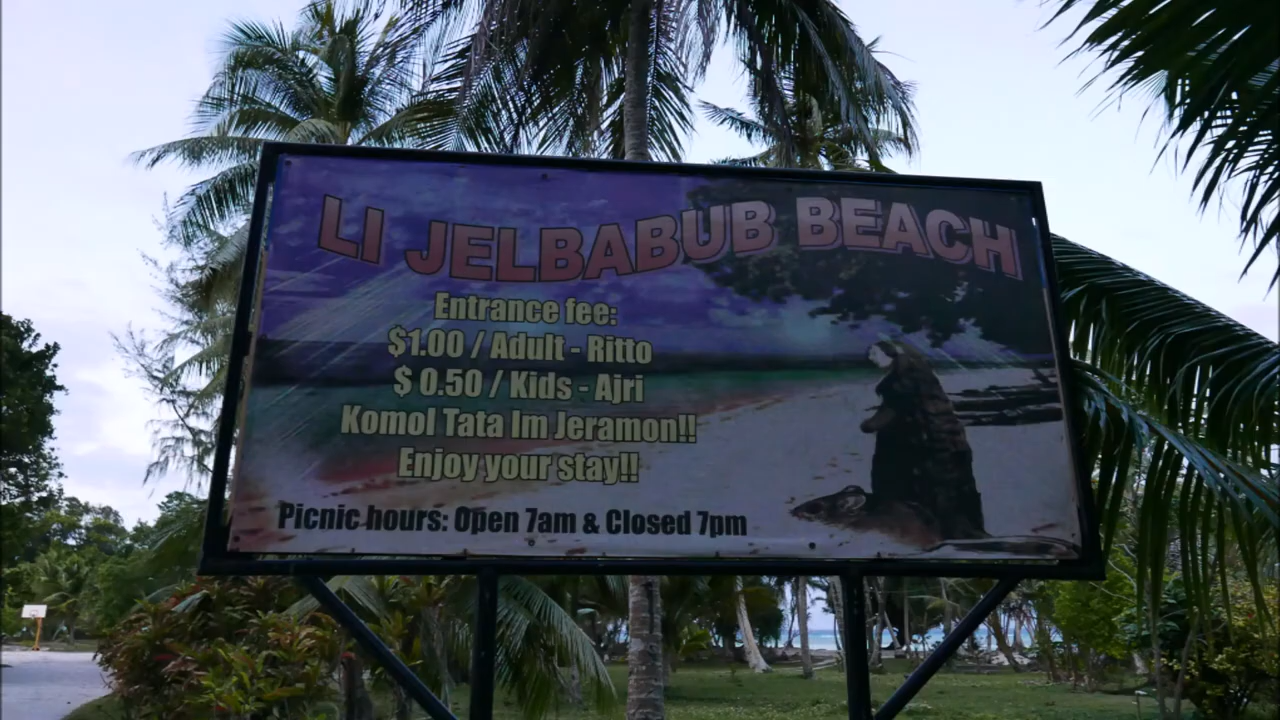 LI JELBABUB BEACH
Entrance fee:
$1.00 / Adult - Ritto
$ 0.50 / Kids - Ajri
Komol Tata Im Jeramon!!
Enjoy your stay!!
Picnic hours: Open 7am & Closed 7pm